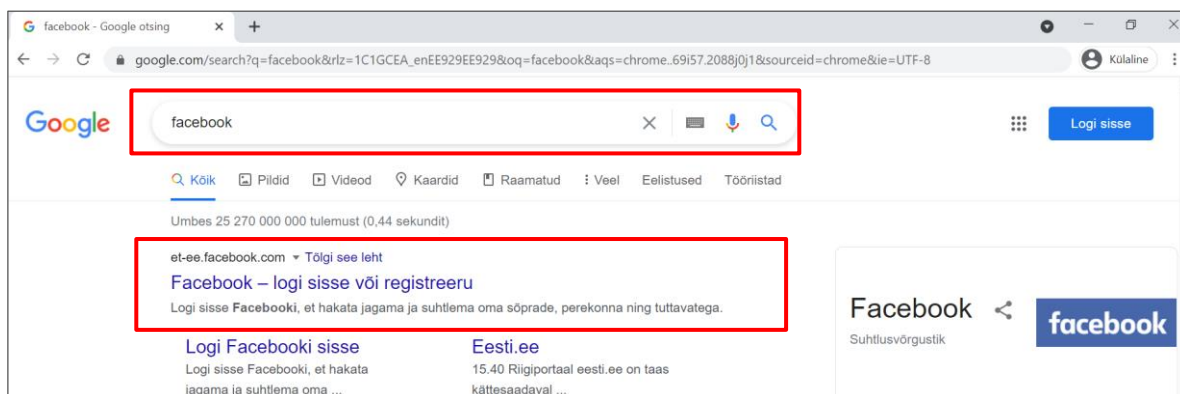 facebook - Google otsing
google.com/search?q=facebook&rlz=1C1GCEA_enEE929EE929&oq=facebook&aqs=chrome..69i57.2088j0j1&sourceid=chrome&ie=UTF-8
Külaline
Google
facebook
Logi sisse
Kõik Pildid Videod Kaardid Raamatud Veel Eelistused Tööriistad
Umbes 25 270 000 000 tulemust (0,44 sekundit)
et-ee.facebook.com Tõlgi see leht
Facebook – logi sisse või registreeru
Logi sisse Facebooki, et hakata jagama ja suhtlema oma sõprade, perekonna ning tuttavatega.
Logi Facebooki sisse
Logi sisse Facebooki, et hakata
jagama ja suhtlema oma ...
Eesti.ee
15.40 Riigiportaal eesti.ee on taas
kättesaadaval ...
Facebook
Suhtlusvõrgustik
facebook